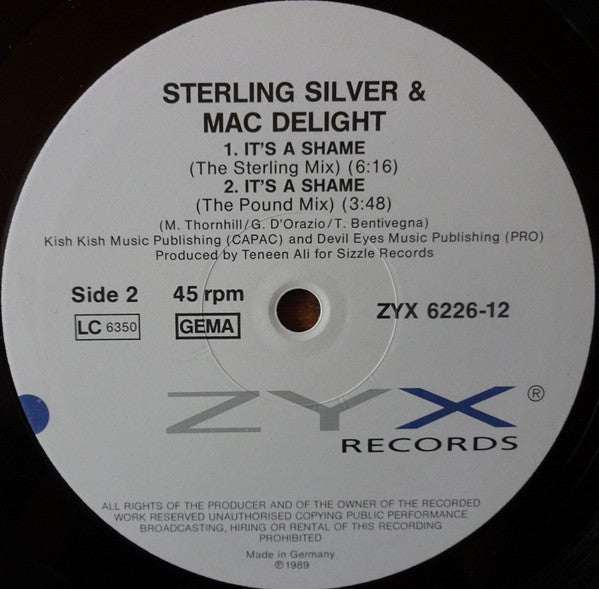 STERLING SILVER &
MAC DELIGHT
1. IT'S A SHAME
(The Sterling Mix) (6:16)
2. IT'S A SHAME
(The Pound Mix) (3:48)
(M. Thornhill/G. D'Orazio/T. Bentivegna)
Kish Kish Music Publishing (CAPAC) and Devil Eyes Music Publishing (PRO)
Produced by Teneen Ali for Sizzle Records
Side 2 45 rpm ZYX 6226-12
LC 6350 GEMA
ZYX ®
RECORDS
ALL RIGHTS OF THE PRODUCER AND OF THE OWNER OF THE RECORDED
WORK RESERVED UNAUTHORISED COPYING PUBLIC PERFORMANCE
BROADCASTING, HIRING OR RENTAL OF THIS RECORDING
PROHIBITED
Made in Germany
℗ 1989